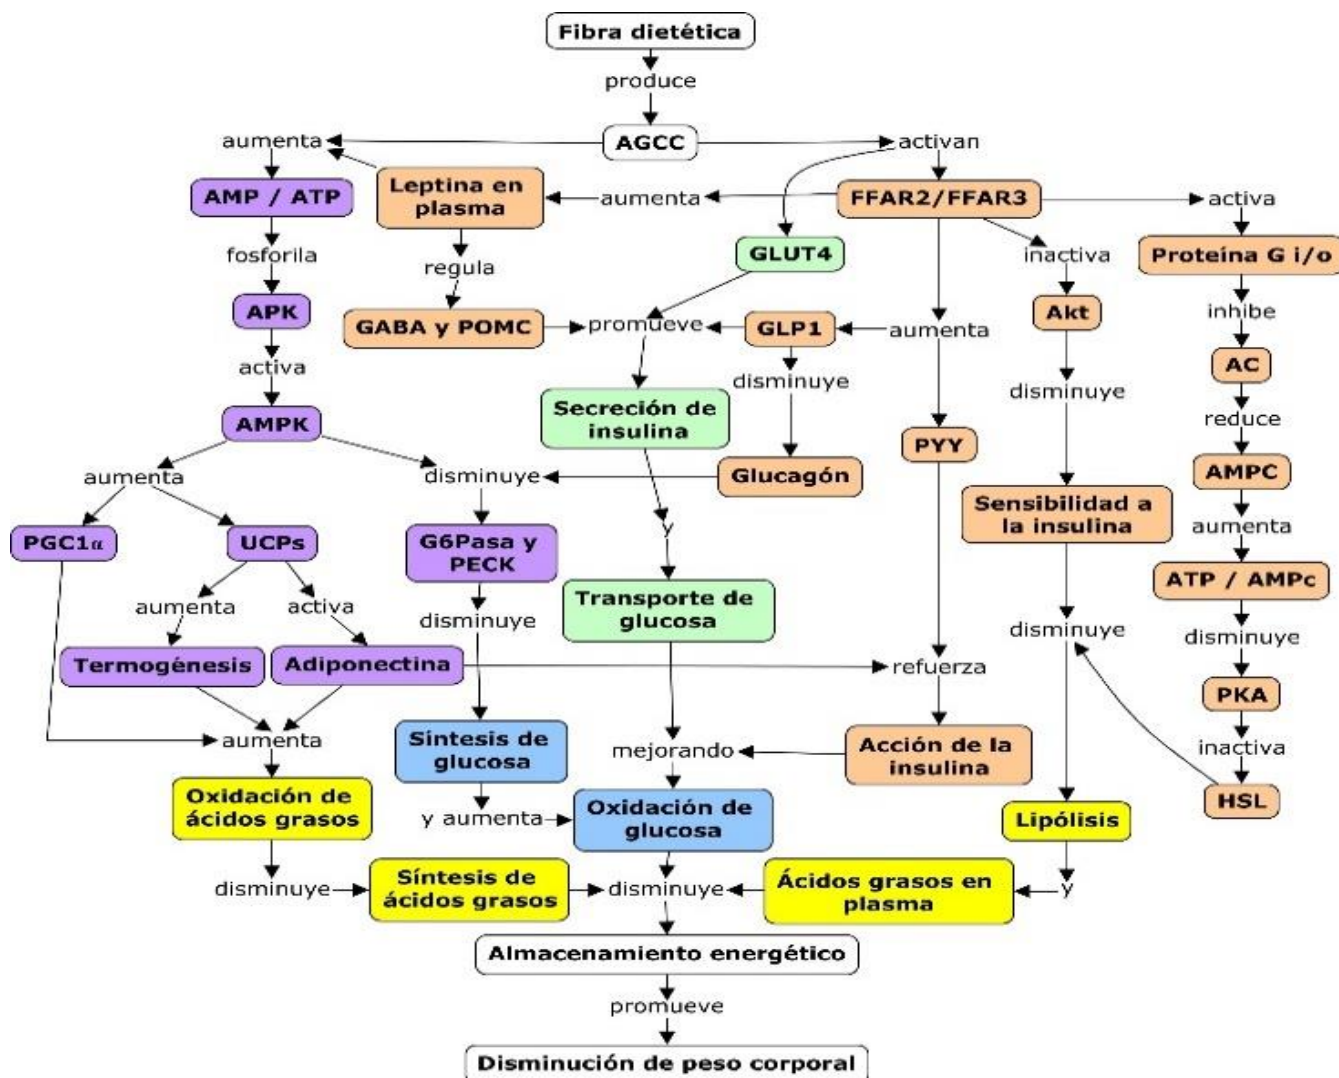 Fibra dietética
produce
aumenta
AGCC
activan
AMP / ATP
Leptina en
plasma
aumenta
FFAR2/FFAR3
activa
fosforila
regula
GLUT4
inactiva
Proteína G i/o
APK
GABA y POMC
promueve
GLP1
aumenta
Akt
inhibe
activa
disminuye
AC
AMPK
Secreción de
insulina
PYY
disminuye
reduce
aumenta
disminuye
Glucagón
Sensibilidad a
la insulina
AMPC
PGC1α
UCPs
G6Pasa y
PECK
y
aumenta
aumenta
activa
disminuye
Transporte de
glucosa
ATP / AMPc
disminuye
disminuye
Termogénesis
Adiponectina
refuerza
PKA
aumenta
Síntesis de
glucosa
mejorando
Acción de la
insulina
inactiva
Oxidación de
ácidos grasos
y aumenta
Oxidación de
glucosa
Lipólisis
HSL
disminuye
Síntesis de
ácidos grasos
disminuye
Ácidos grasos en
plasma
y
Almacenamiento energético
promueve
Disminución de peso corporal